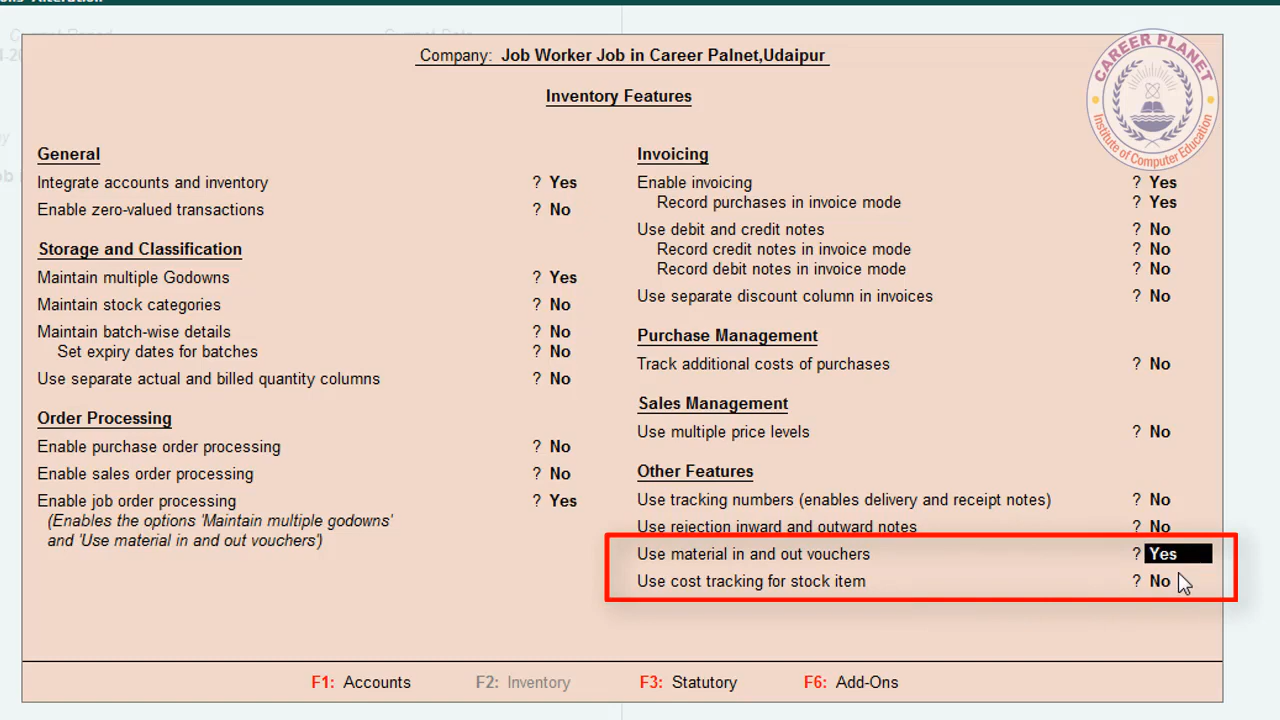 Company: Job Worker Job in Career Palnet,Udaipur
Inventory Features
CAREER PLANET
Institute of Computer Education
General
Integrate accounts and inventory ? Yes
Enable zero-valued transactions ? No
Storage and Classification
Maintain multiple Godowns ? Yes
Maintain stock categories ? No
Maintain batch-wise details ? No
Set expiry dates for batches ? No
Use separate actual and billed quantity columns ? No
Order Processing
Enable purchase order processing ? No
Enable sales order processing ? No
Enable job order processing ? Yes
(Enables the options 'Maintain multiple godowns'
and 'Use material in and out vouchers')
Invoicing
Enable invoicing ? Yes
Record purchases in invoice mode ? Yes
Use debit and credit notes ? No
Record credit notes in invoice mode ? No
Record debit notes in invoice mode ? No
Use separate discount column in invoices ? No
Purchase Management
Track additional costs of purchases ? No
Sales Management
Use multiple price levels ? No
Other Features
Use tracking numbers (enables delivery and receipt notes) ? No
Use rejection inward and outward notes ? No
Use material in and out vouchers ? Yes
Use cost tracking for stock item ? No
F1: Accounts F2: Inventory F3: Statutory F6: Add-Ons